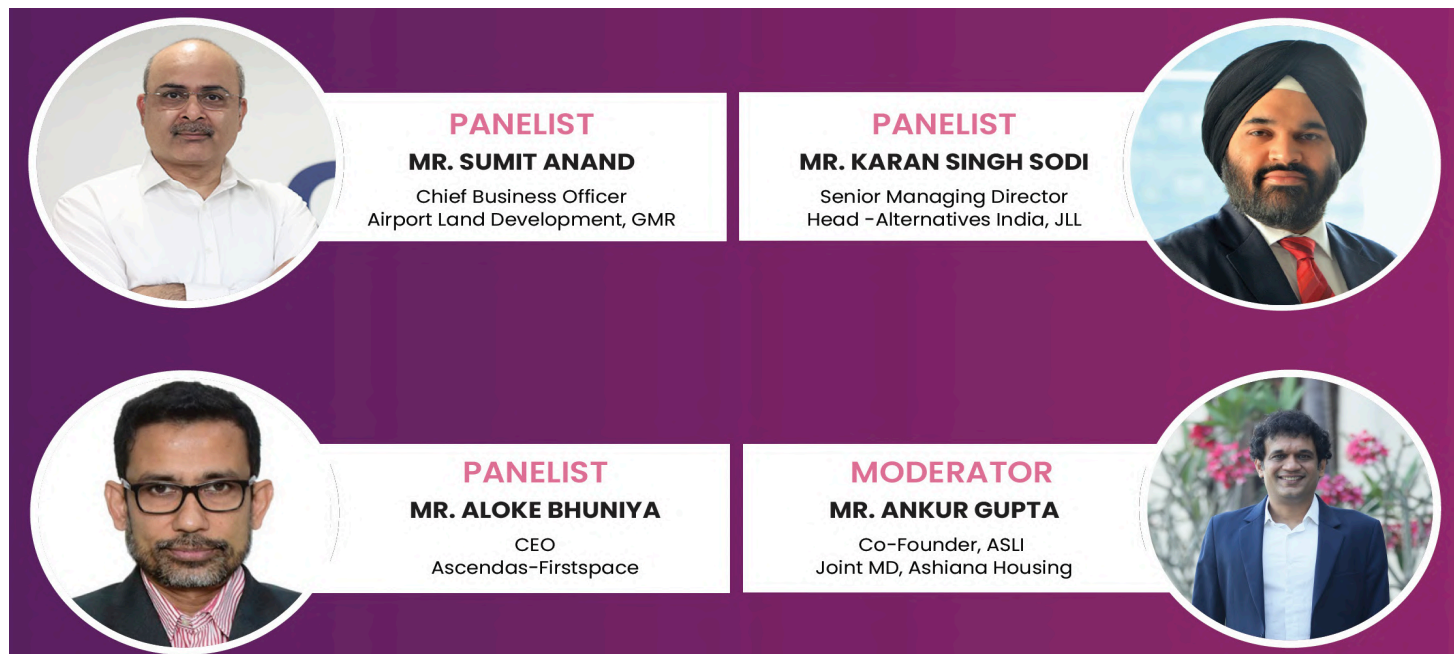 PANELIST
MR. SUMIT ANAND
Chief Business Officer
Airport Land Development, GMR
PANELIST
MR. KARAN SINGH SODI
Senior Managing Director
Head -Alternatives India, JLL
PANELIST
MR. ALOKE BHUNIYA
CEO
Ascendas-Firstspace
MODERATOR
MR. ANKUR GUPTA
Co-Founder, ASLI
Joint MD, Ashiana Housing